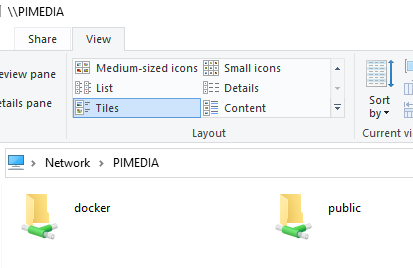 \\PIMEDIA
Share View
Medium-sized icons Small icons
eview pane
List Details
etails pane
Tiles Content
Sort
by
Layout Current vi
Network PIMEDIA
docker public